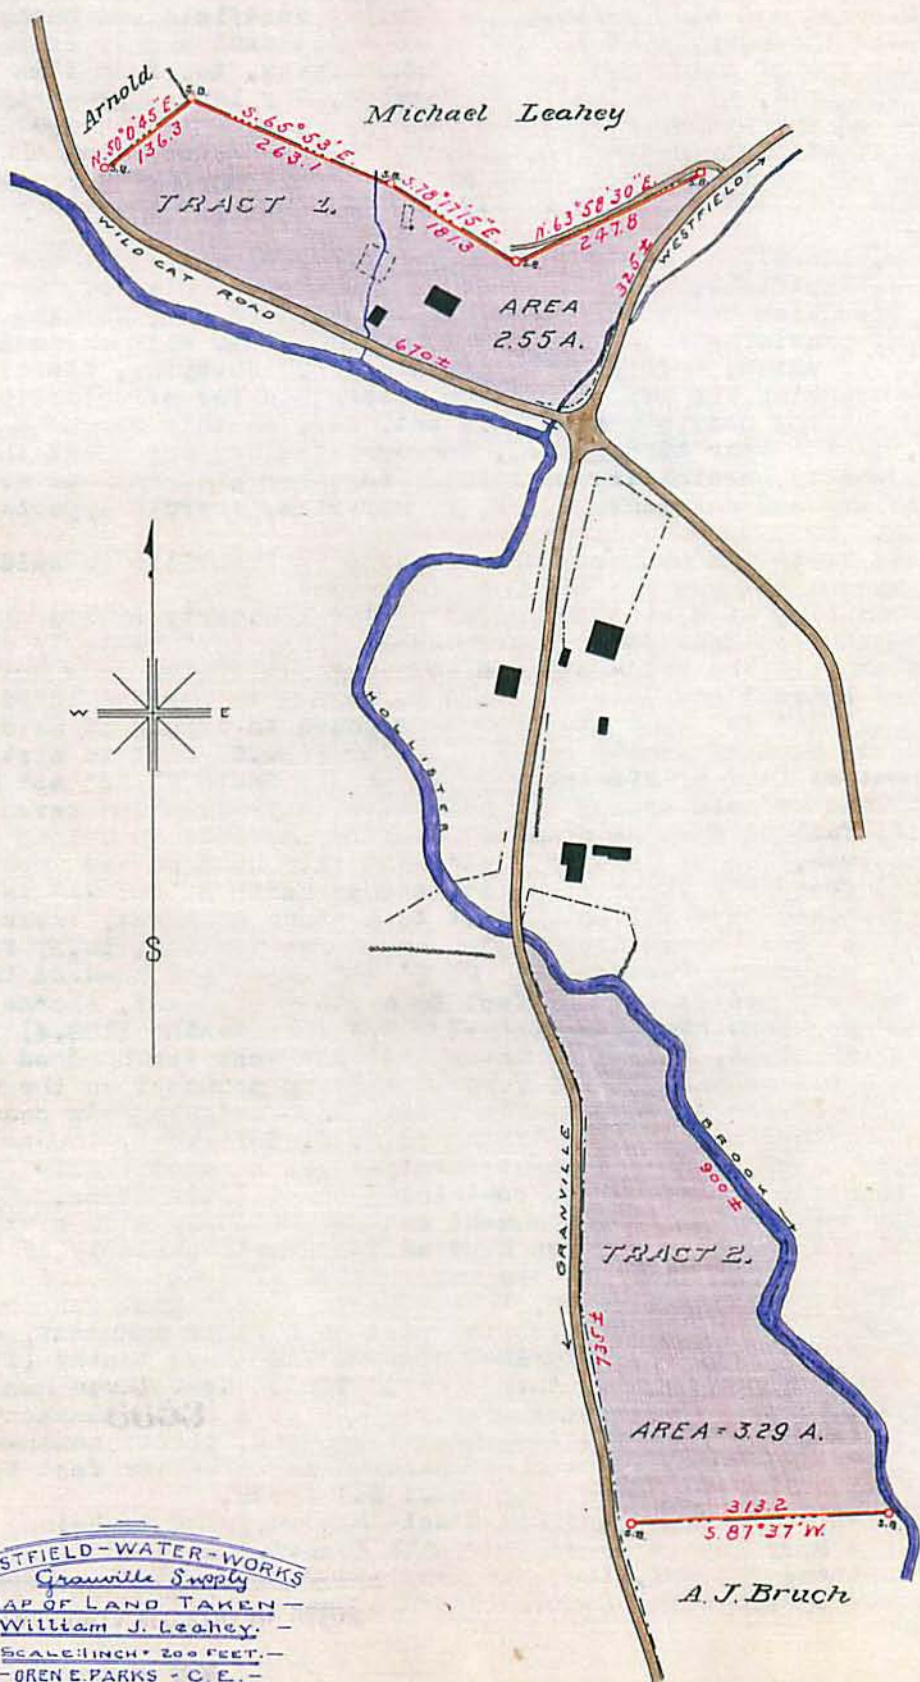 Arnold
Michael Leahey
N. 50° 0' 45" E.
136.3
S. 65° 53' E.
263.1
S. 78° 17' 15" E.
181.3
N. 63° 58' 30" E.
247.8
S.B.
S.B.
S.B.
S.B.
TRACT 1.
WESTFIELD
325±
AREA
2.55 A.
WILD CAT ROAD
670±
W
E
S
HOLLISTER
BROOK
900±
GRANVILLE
TRACT 2.
735±
AREA = 3.29 A.
313.2
S. 87° 37' W.
S.B.
S.B.
A. J. Bruch
STFIELD-WATER-WORKS
Granville Supply
AP OF LAND TAKEN
William J. Leahey.
SCALE: 1 INCH = 200 FEET.
- OREN E. PARKS - C. E. -